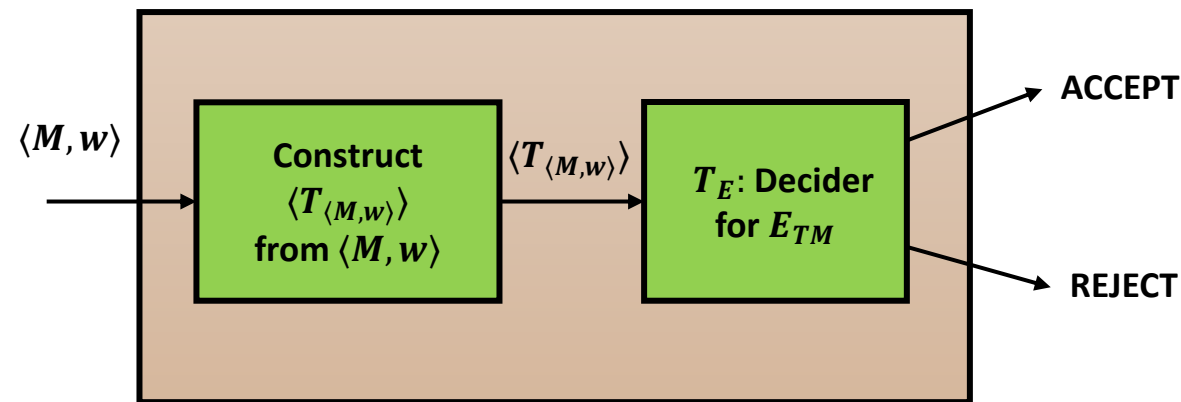 ⟨M, w⟩
Construct
⟨T⟨M,w⟩⟩
from ⟨M, w⟩
⟨T⟨M,w⟩⟩
T_E: Decider
for E_TM
ACCEPT
REJECT